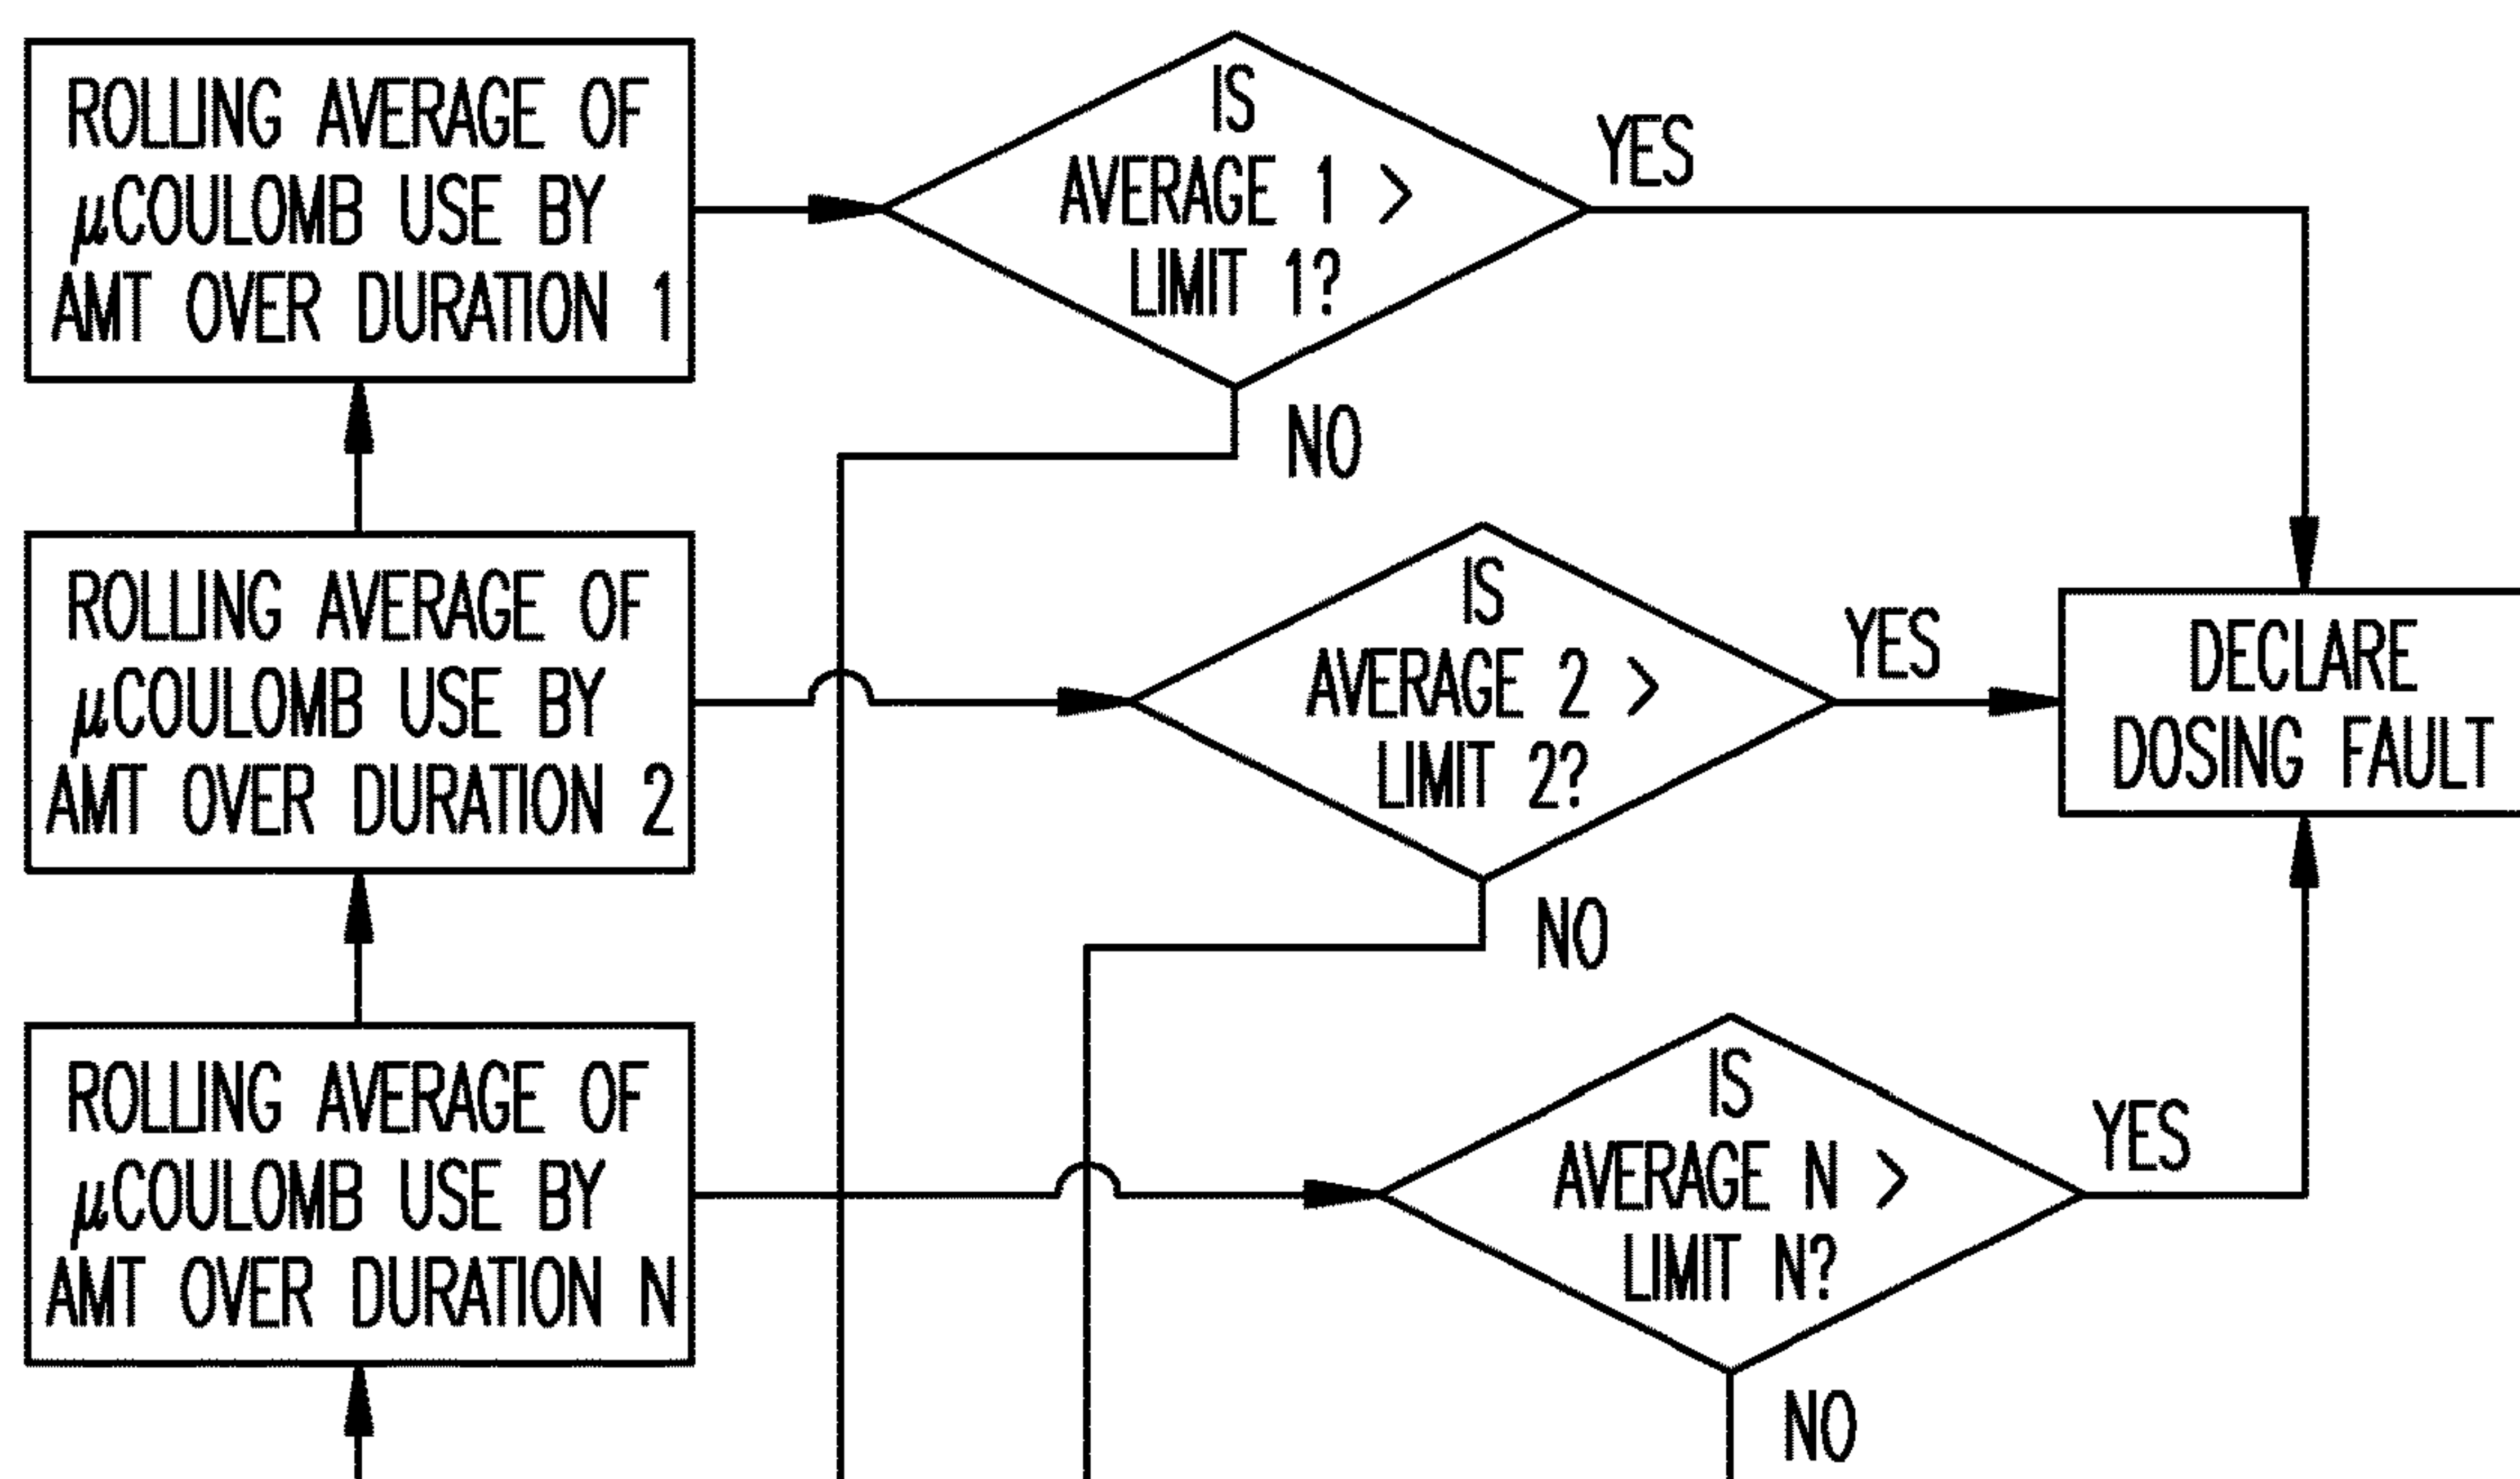 ROLLING AVERAGE OF
μCOULOMB USE BY
AMT OVER DURATION 1
IS
AVERAGE 1 >
LIMIT 1?
YES
NO
ROLLING AVERAGE OF
μCOULOMB USE BY
AMT OVER DURATION 2
IS
AVERAGE 2 >
LIMIT 2?
YES
NO
DECLARE
DOSING FAULT
ROLLING AVERAGE OF
μCOULOMB USE BY
AMT OVER DURATION N
IS
AVERAGE N >
LIMIT N?
YES
NO